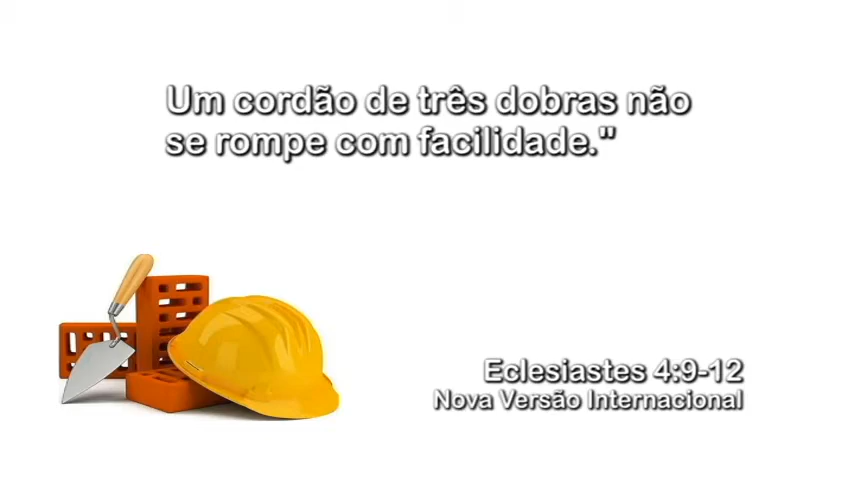 Um cordão de três dobras não
se rompe com facilidade."
Eclesiastes 4:9-12
Nova Versão Internacional